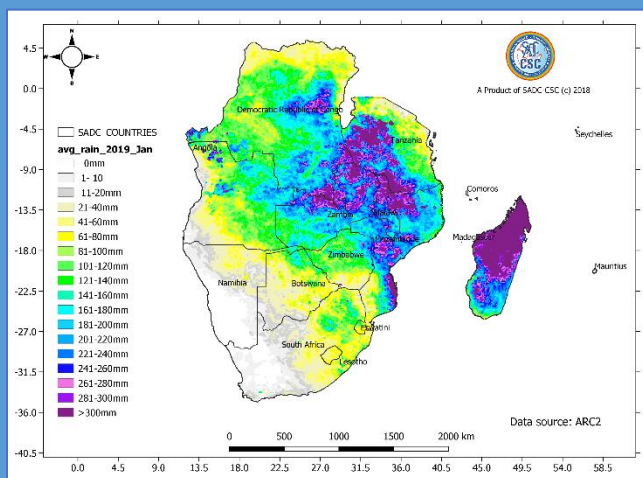 N
W E
S
SADC
CSC
A Product of SADC CSC (c) 2018
SADC COUNTRIES
avg_rain_2019_Jan
0mm
1- 10
11-20mm
21-40mm
41-60mm
61-80mm
81-100mm
101-120mm
121-140mm
141-160mm
161-180mm
181-200mm
201-220mm
221-240mm
241-260mm
261-280mm
281-300mm
>300mm
Democratic Republic of Congo
Tanzania
Seychelles
Angola
Comoros
Zambia
Malawi
Mozambique
Madagascar
Zimbabwe
Mauritius
Namibia
Botswana
Eswatini
South Africa
Lesotho
Data source: ARC2
0 500 1000 1500 2000 km
4.5
0.0
-4.5
-9.0
-13.5
-18.0
-22.5
-27.0
-31.5
-36.0
-40.5
0.0 4.5 9.0 13.5 18.0 22.5 27.0 31.5 36.0 40.5 45.0 49.5 54.0 58.5